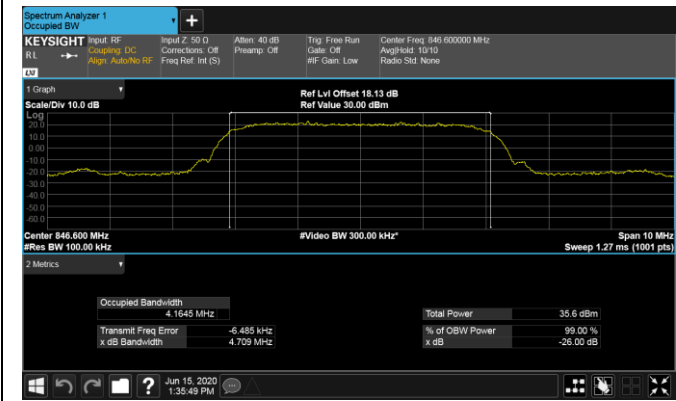 Spectrum Analyzer 1
Occupied BW
+
KEYSIGHT Input: RF Input Z: 50 Ω Atten: 40 dB Trig: Free Run Center Freq: 846.600000 MHz
RL Coupling: DC Corrections: Off Preamp: Off Gate: Off Avg|Hold: 10/10
Align: Auto/No RF Freq Ref: Int (S) #IF Gain: Low Radio Std: None
LXI
1 Graph
Ref Lvl Offset 18.13 dB
Scale/Div 10.0 dB Ref Value 30.00 dBm
Log
20.0
10.0
0.00
-10.0
-20.0
-30.0
-40.0
-50.0
-60.0
Center 846.600 MHz #Video BW 300.00 kHz* Span 10 MHz
#Res BW 100.00 kHz Sweep 1.27 ms (1001 pts)
2 Metrics
Occupied Bandwidth
4.1645 MHz Total Power 35.6 dBm
Transmit Freq Error -6.485 kHz % of OBW Power 99.00 %
x dB Bandwidth 4.709 MHz x dB -26.00 dB
? Jun 15, 2020
1:35:49 PM